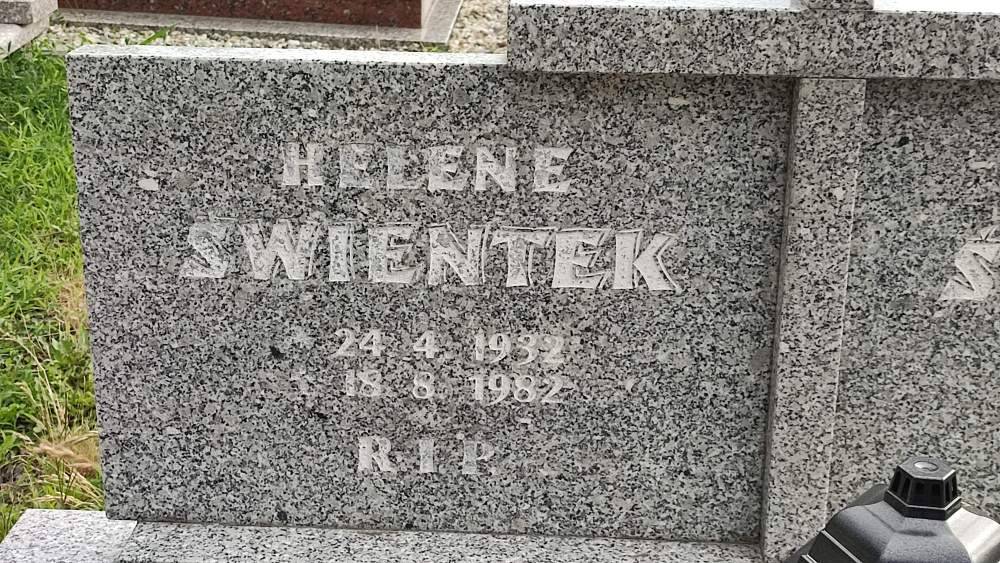 HELENE
SWIENTEK
* 24 4 1932
18 8 1982
R I P